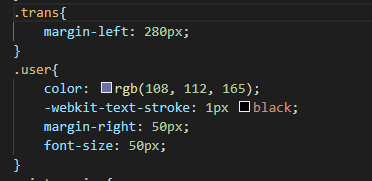 .trans{
    margin-left: 280px;
}
.user{
    color: rgb(108, 112, 165);
    -webkit-text-stroke: 1px black;
    margin-right: 50px;
    font-size: 50px;
}